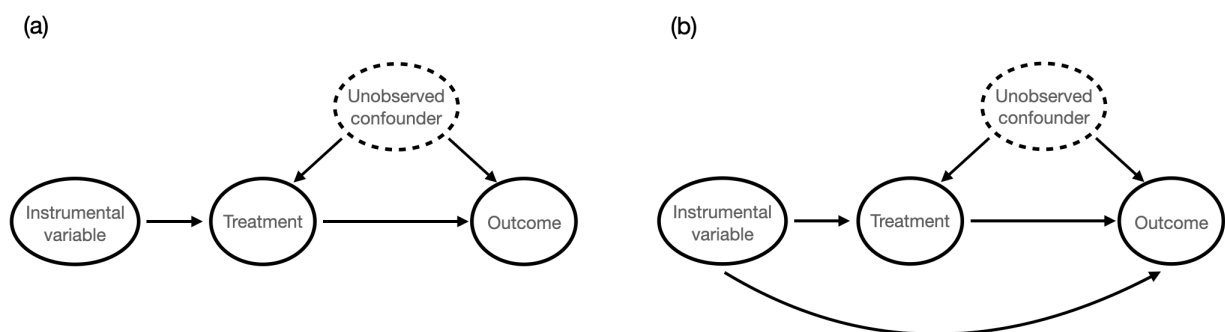 (a)
Unobserved
confounder
Instrumental
variable
Treatment
Outcome
(b)
Unobserved
confounder
Instrumental
variable
Treatment
Outcome